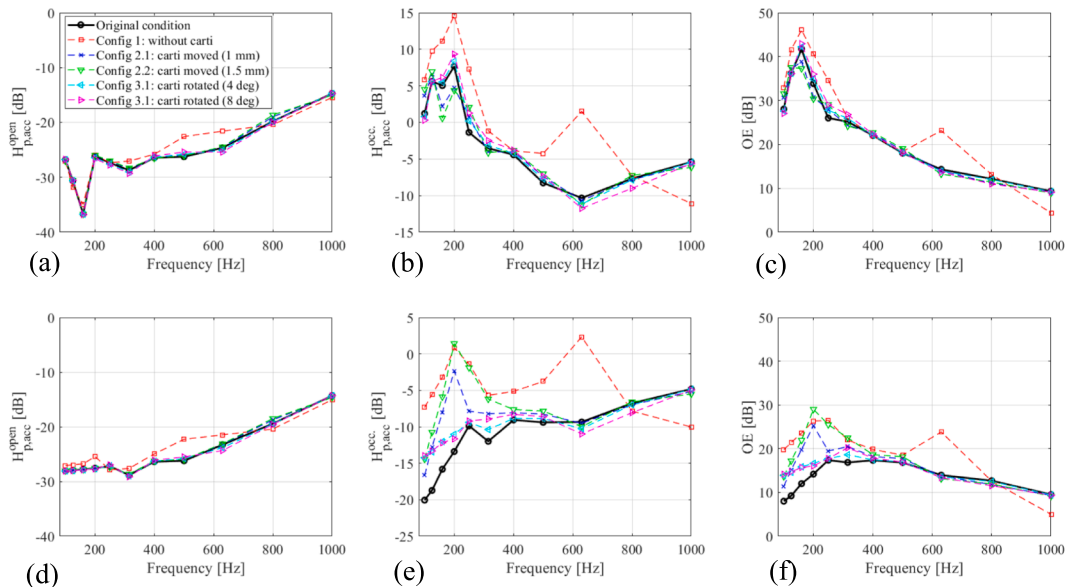 Original condition
Config 1: without carti
Config 2.1: carti moved (1 mm)
Config 2.2: carti moved (1.5 mm)
Config 3.1: carti rotated (4 deg)
Config 3.1: carti rotated (8 deg)
-10
-20
-30
-40
200 400 600 800 1000
H^open_p,acc [dB]
Frequency [Hz]
(a)
15
10
5
0
-5
-10
-15
200 400 600 800 1000
H^occ._p,acc [dB]
Frequency [Hz]
(b)
50
40
30
20
10
0
200 400 600 800 1000
OE [dB]
Frequency [Hz]
(c)
-10
-20
-30
-40
200 400 600 800 1000
H^open_p,acc [dB]
Frequency [Hz]
(d)
5
0
-5
-10
-15
-20
-25
200 400 600 800 1000
H^occ._p,acc [dB]
Frequency [Hz]
(e)
50
40
30
20
10
0
200 400 600 800 1000
OE [dB]
Frequency [Hz]
(f)